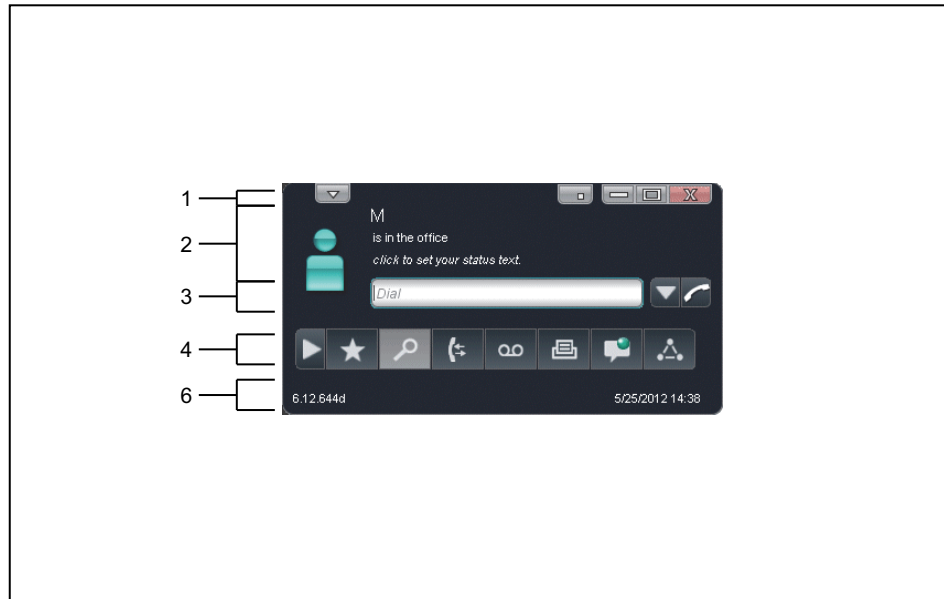 1
2
3
4
6
M
is in the office
click to set your status text.
Dial
6.12.644d
5/25/2012 14:38